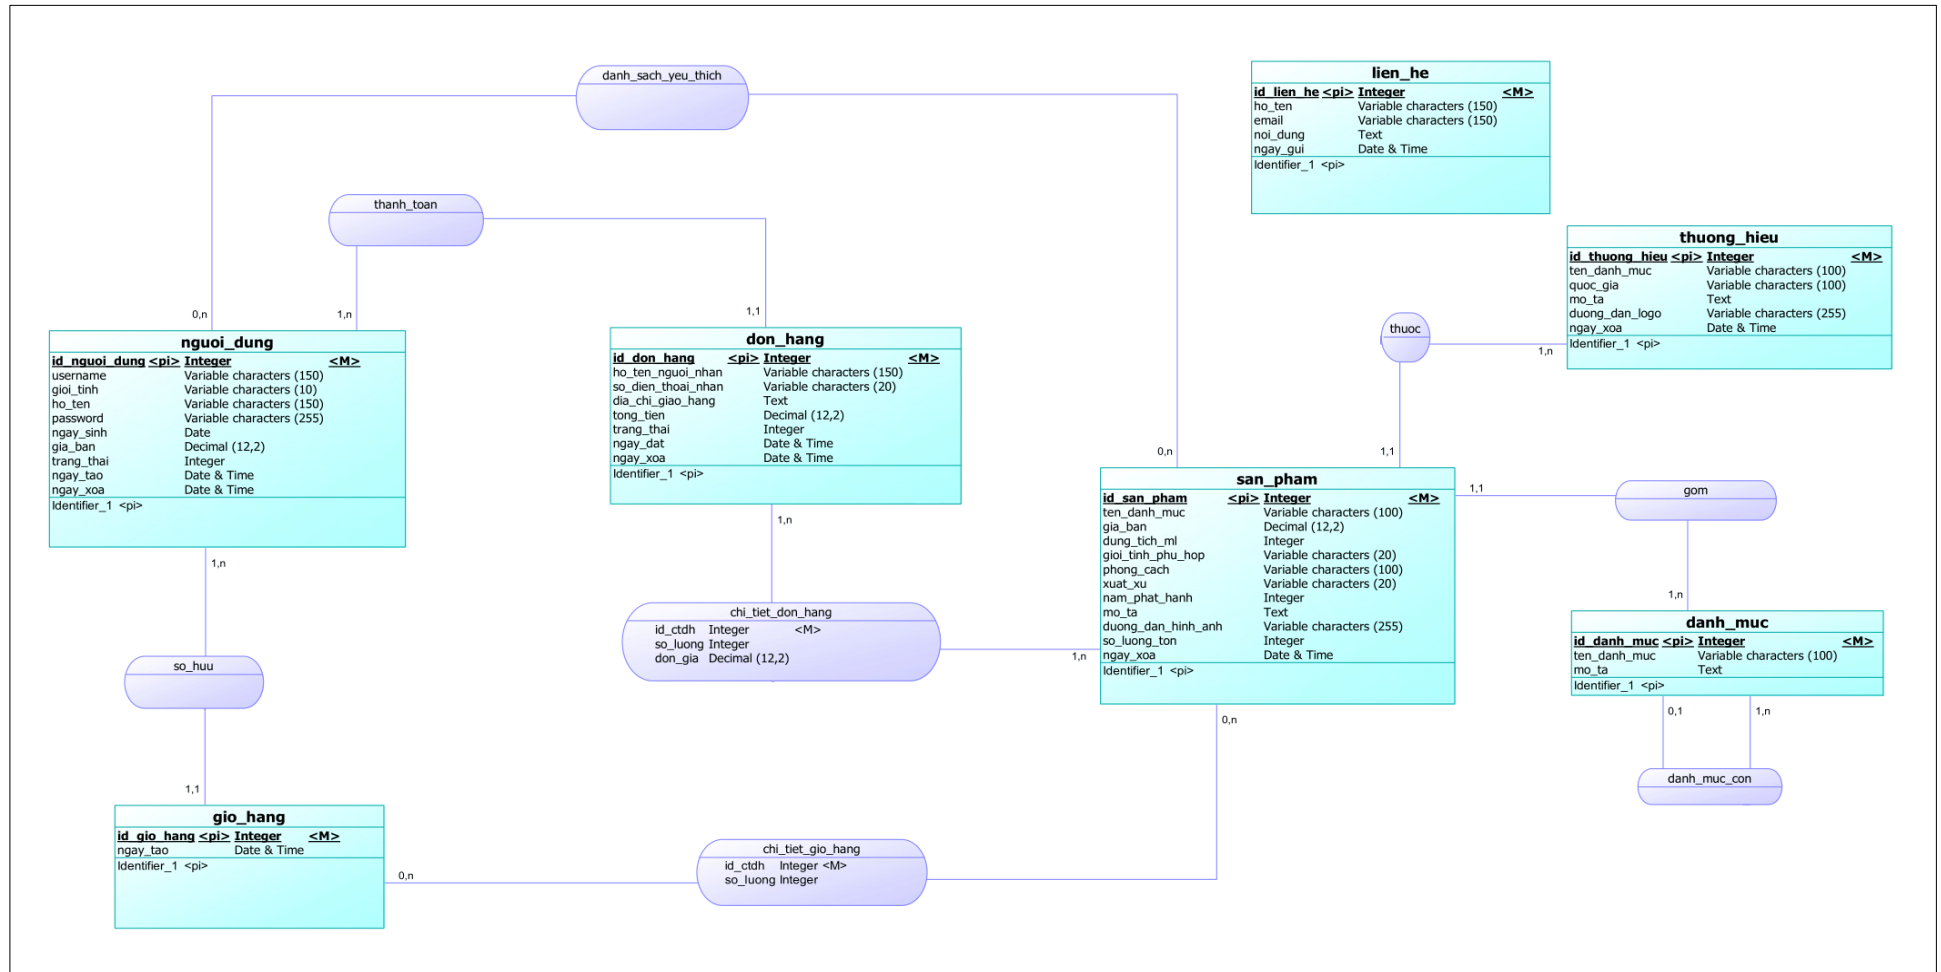 danh_sach_yeu_thich
lien_he
id_lien_he <pi> Integer <M>
ho_ten Variable characters (150)
email Variable characters (150)
noi_dung Text
ngay_gui Date & Time
Identifier_1 <pi>
thanh_toan
thuong_hieu
id_thuong_hieu <pi> Integer <M>
ten_danh_muc Variable characters (100)
quoc_gia Variable characters (100)
mo_ta Text
duong_dan_logo Variable characters (255)
ngay_xoa Date & Time
Identifier_1 <pi>
thuoc
1,n
1,1
0,n
1,n
1,1
0,n
nguoi_dung
id_nguoi_dung <pi> Integer <M>
username Variable characters (150)
gioi_tinh Variable characters (10)
ho_ten Variable characters (150)
password Variable characters (255)
ngay_sinh Date
gia_ban Decimal (12,2)
trang_thai Integer
ngay_tao Date & Time
ngay_xoa Date & Time
Identifier_1 <pi>
don_hang
id_don_hang <pi> Integer <M>
ho_ten_nguoi_nhan Variable characters (150)
so_dien_thoai_nhan Variable characters (20)
dia_chi_giao_hang Text
tong_tien Decimal (12,2)
trang_thai Integer
ngay_dat Date & Time
ngay_xoa Date & Time
Identifier_1 <pi>
san_pham
id_san_pham <pi> Integer <M>
ten_danh_muc Variable characters (100)
gia_ban Decimal (12,2)
dung_tich_ml Integer
gioi_tinh_phu_hop Variable characters (20)
phong_cach Variable characters (100)
xuat_xu Variable characters (20)
nam_phat_hanh Integer
mo_ta Text
duong_dan_hinh_anh Variable characters (255)
so_luong_ton Integer
ngay_xoa Date & Time
Identifier_1 <pi>
1,1
gom
1,n
danh_muc
id_danh_muc <pi> Integer <M>
ten_danh_muc Variable characters (100)
mo_ta Text
Identifier_1 <pi>
0,1
1,n
danh_muc_con
1,n
chi_tiet_don_hang
id_ctdh Integer <M>
so_luong Integer
don_gia Decimal (12,2)
1,n
1,n
so_huu
1,1
gio_hang
id_gio_hang <pi> Integer <M>
ngay_tao Date & Time
Identifier_1 <pi>
0,n
chi_tiet_gio_hang
id_ctdh Integer <M>
so_luong Integer
0,n